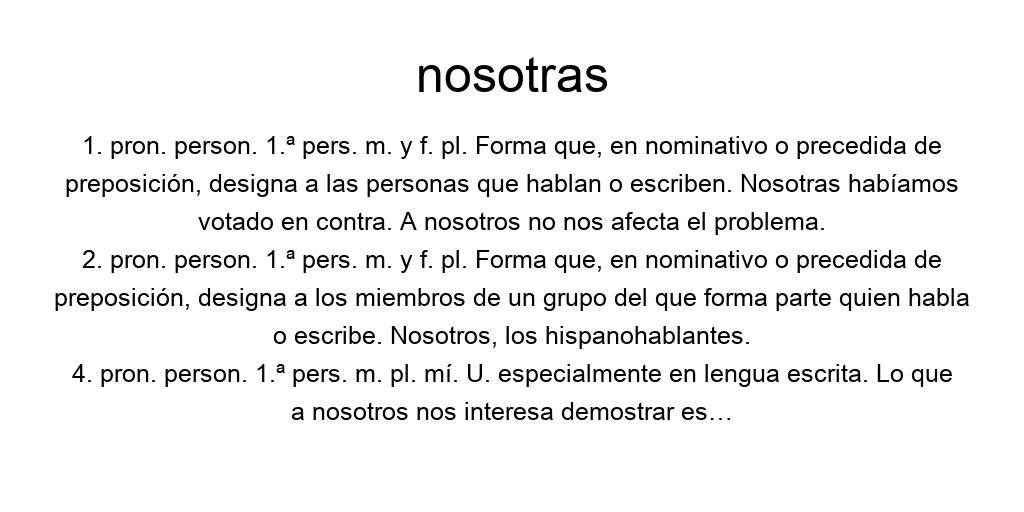 nosotras
1. pron. person. 1.ª pers. m. y f. pl. Forma que, en nominativo o precedida de
preposición, designa a las personas que hablan o escriben. Nosotras habíamos
votado en contra. A nosotros no nos afecta el problema.
2. pron. person. 1.ª pers. m. y f. pl. Forma que, en nominativo o precedida de
preposición, designa a los miembros de un grupo del que forma parte quien habla
o escribe. Nosotros, los hispanohablantes.
4. pron. person. 1.ª pers. m. pl. mí. U. especialmente en lengua escrita. Lo que
a nosotros nos interesa demostrar es…